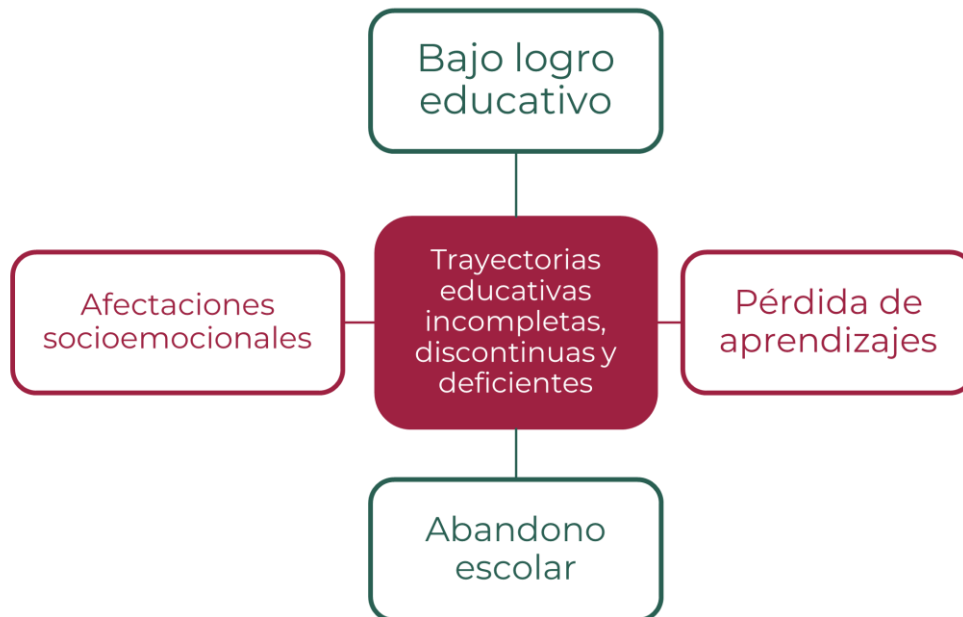 Bajo logro
educativo
Afectaciones
socioemocionales
Trayectorias
educativas
incompletas,
discontinuas y
deficientes
Pérdida de
aprendizajes
Abandono
escolar